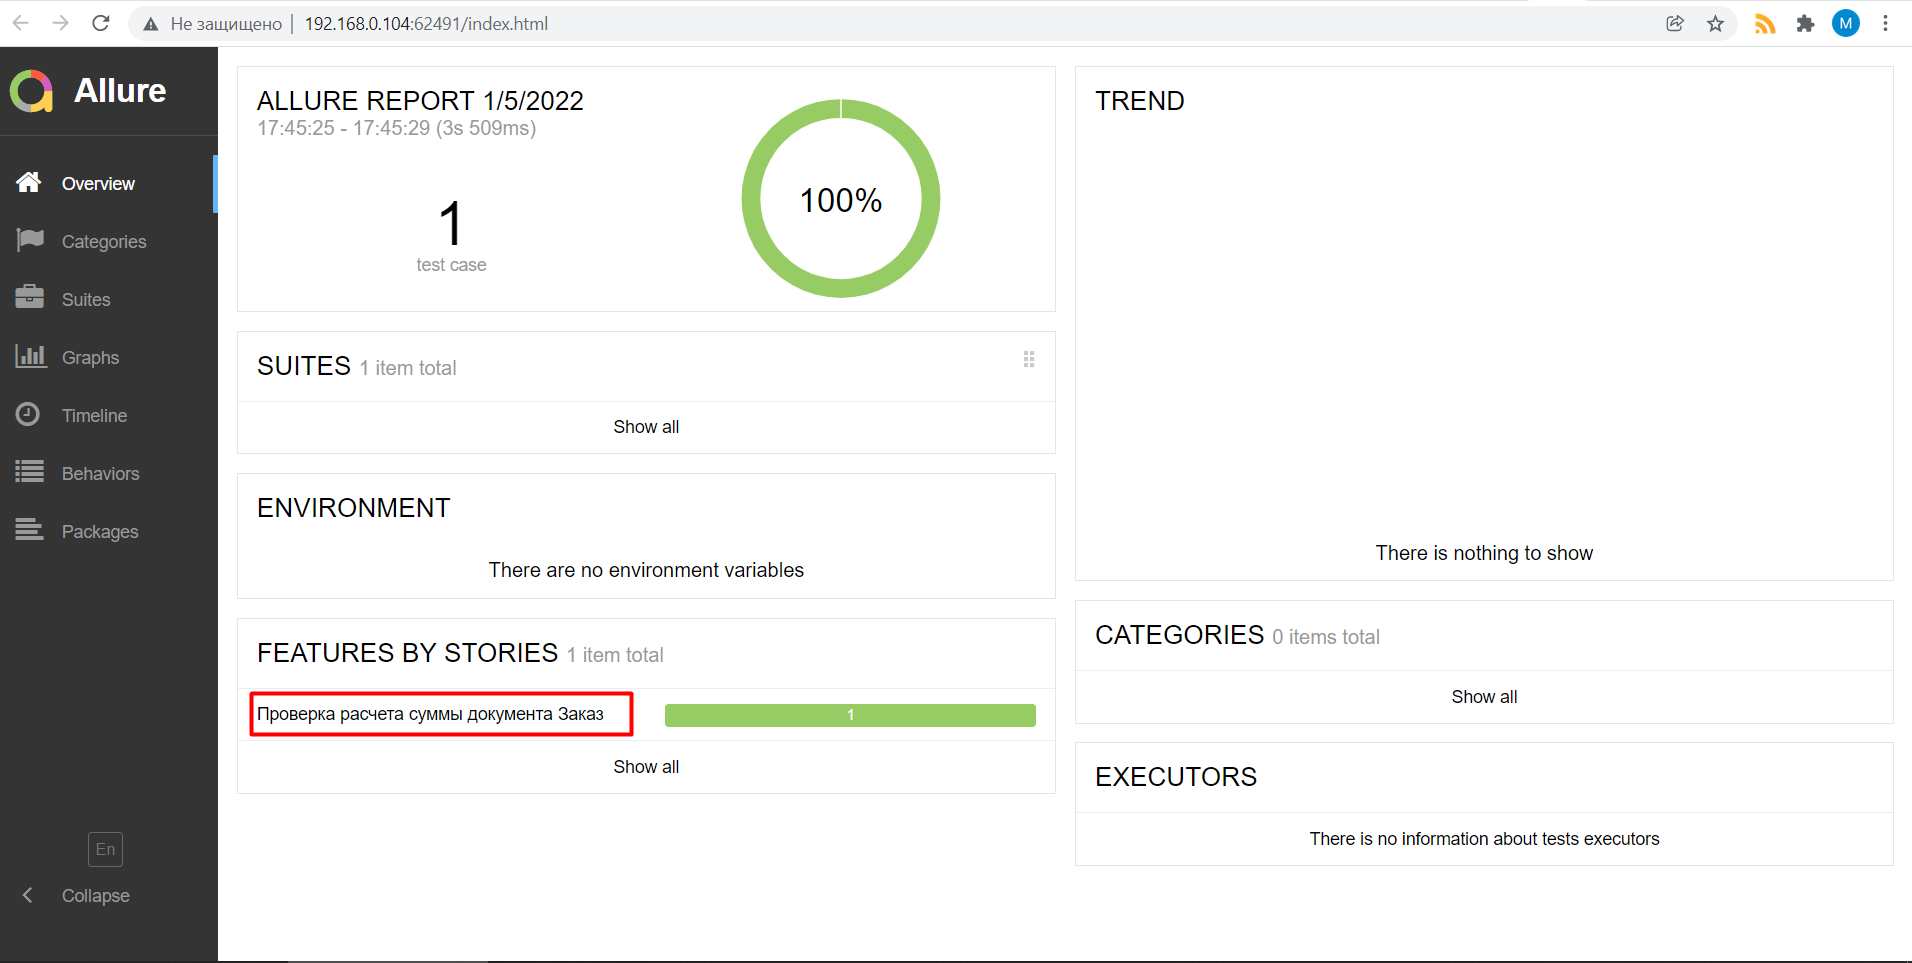 Не защищено 192.168.0.104:62491/index.html
M
Allure
Overview
Categories
Suites
Graphs
Timeline
Behaviors
Packages
En
Collapse
ALLURE REPORT 1/5/2022
17:45:25 - 17:45:29 (3s 509ms)
1
test case
100%
SUITES 1 item total
Show all
ENVIRONMENT
There are no environment variables
FEATURES BY STORIES 1 item total
Проверка расчета суммы документа Заказ 1
Show all
TREND
There is nothing to show
CATEGORIES 0 items total
Show all
EXECUTORS
There is no information about tests executors